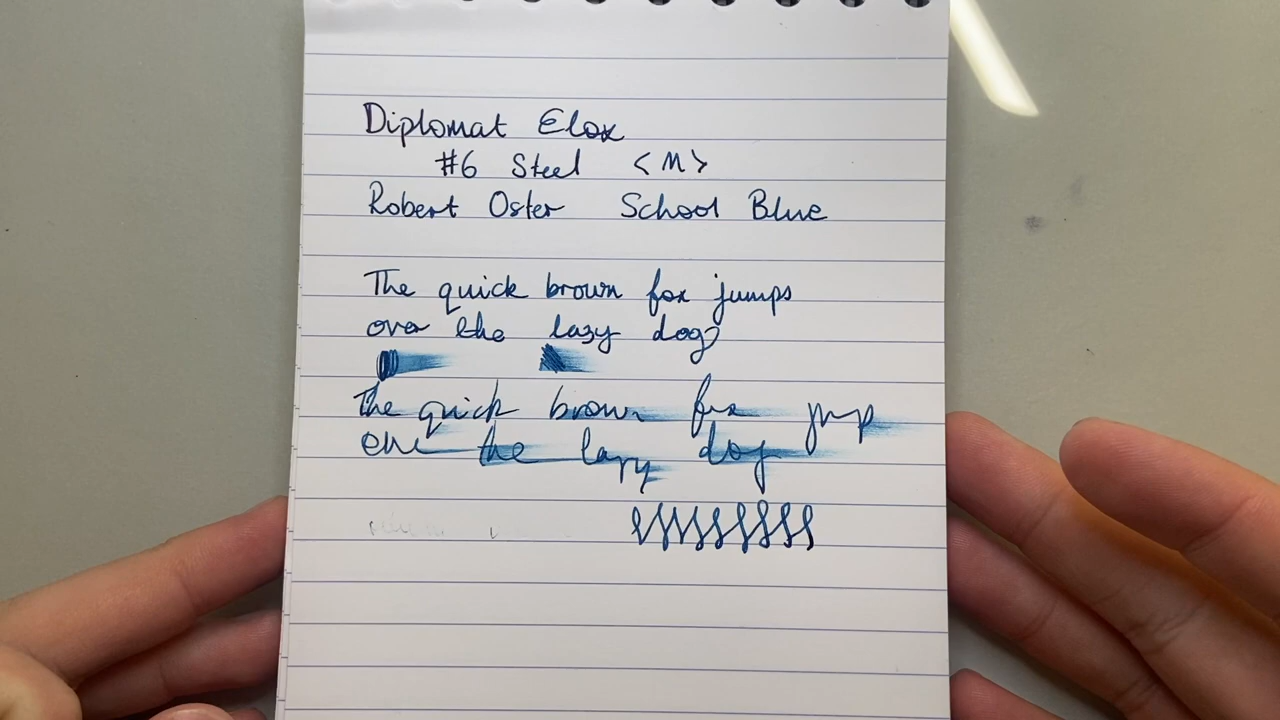 Diplomat Elox
#6 Steel <M>
Robert Oster School Blue
The quick brown fox jumps
over the lazy dog
The quick brown fox jump
over the lazy dog